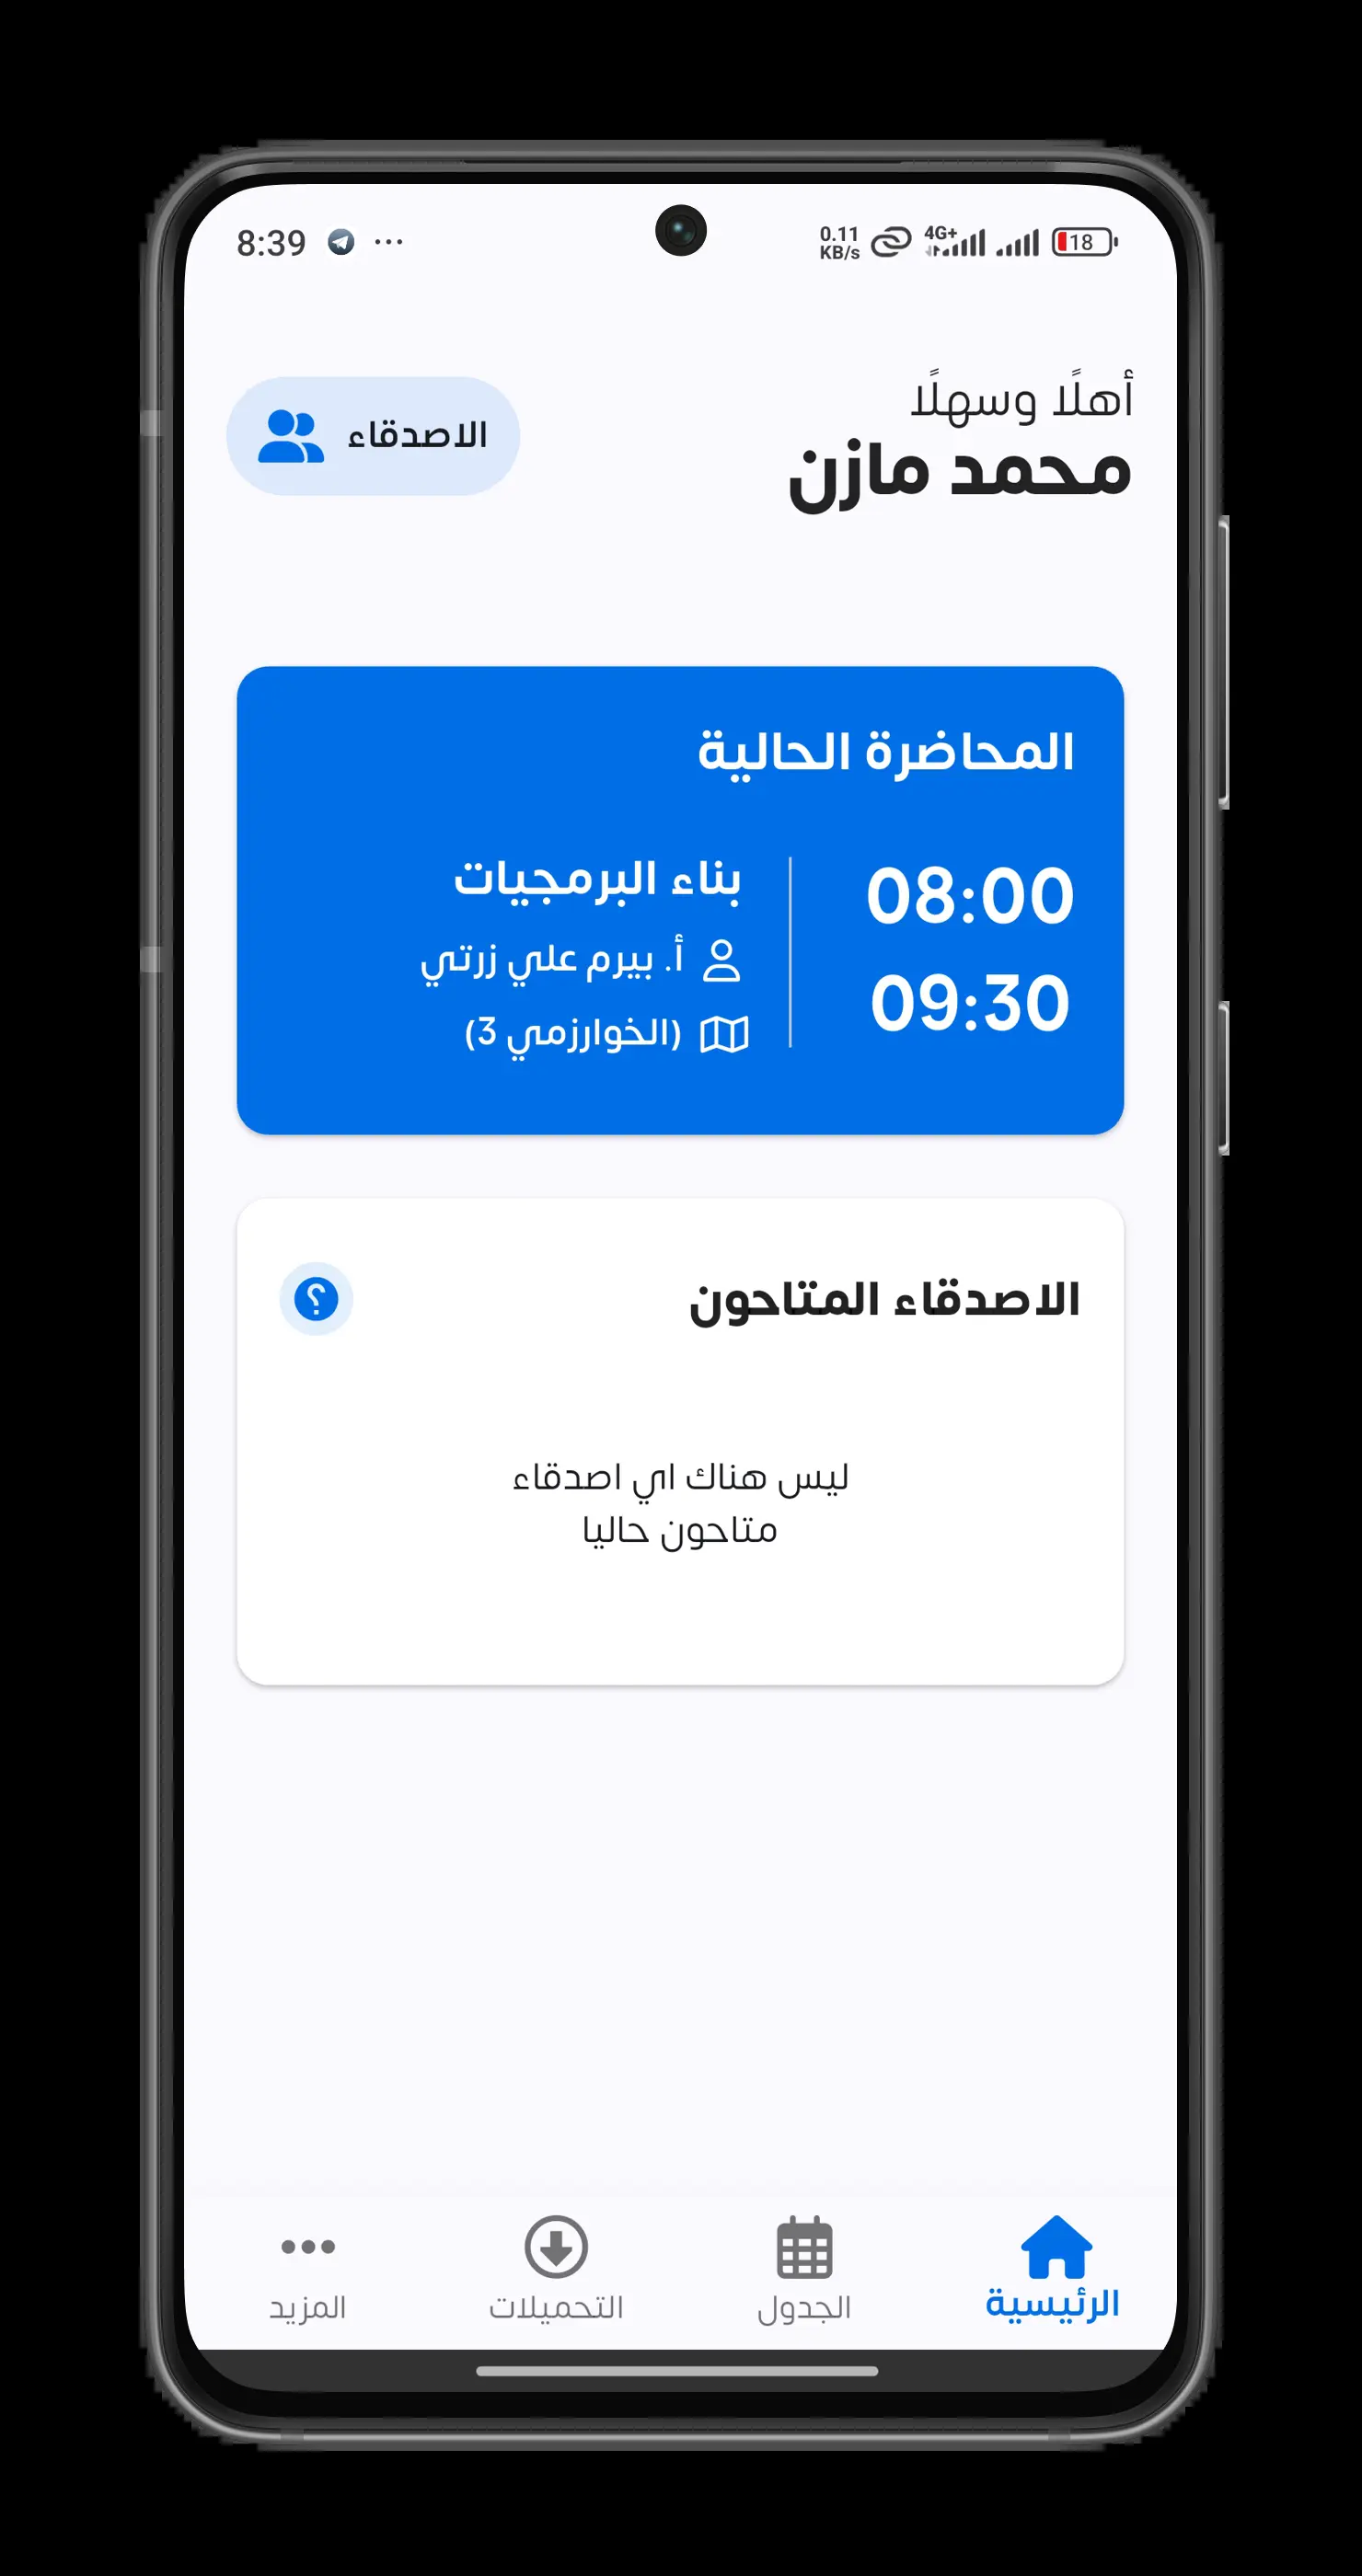 8:39 ...
0.11 KB/s 4G+ 18
أهلًا وسهلًا
محمد مازن
الاصدقاء
المحاضرة الحالية
08:00
09:30
بناء البرمجيات
أ. بيرم علي زرتي
(الخوارزمي 3)
الاصدقاء المتاحون
؟
ليس هناك اي اصدقاء
متاحون حاليا
الرئيسية
الجدول
التحميلات
المزيد